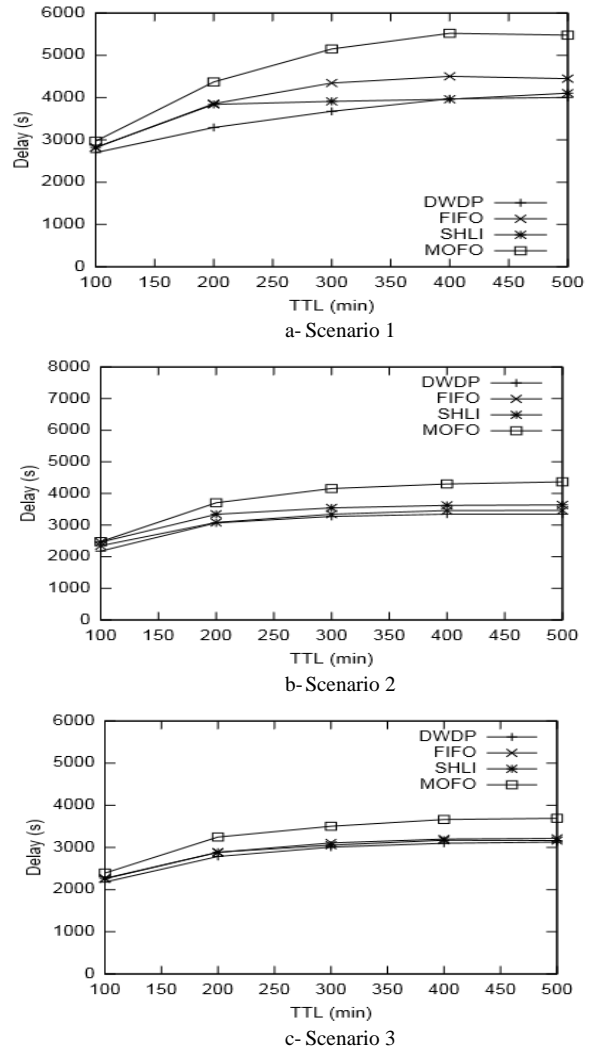 6000
5000
4000
3000
2000
1000
0
Delay (s)
DWDP
FIFO
SHLI
MOFO
100 150 200 250 300 350 400 450 500
TTL (min)
a- Scenario 1
8000
7000
6000
5000
4000
3000
2000
1000
0
Delay (s)
DWDP
FIFO
SHLI
MOFO
100 150 200 250 300 350 400 450 500
TTL (min)
b- Scenario 2
6000
5000
4000
3000
2000
1000
0
Delay (s)
DWDP
FIFO
SHLI
MOFO
100 150 200 250 300 350 400 450 500
TTL (min)
c- Scenario 3